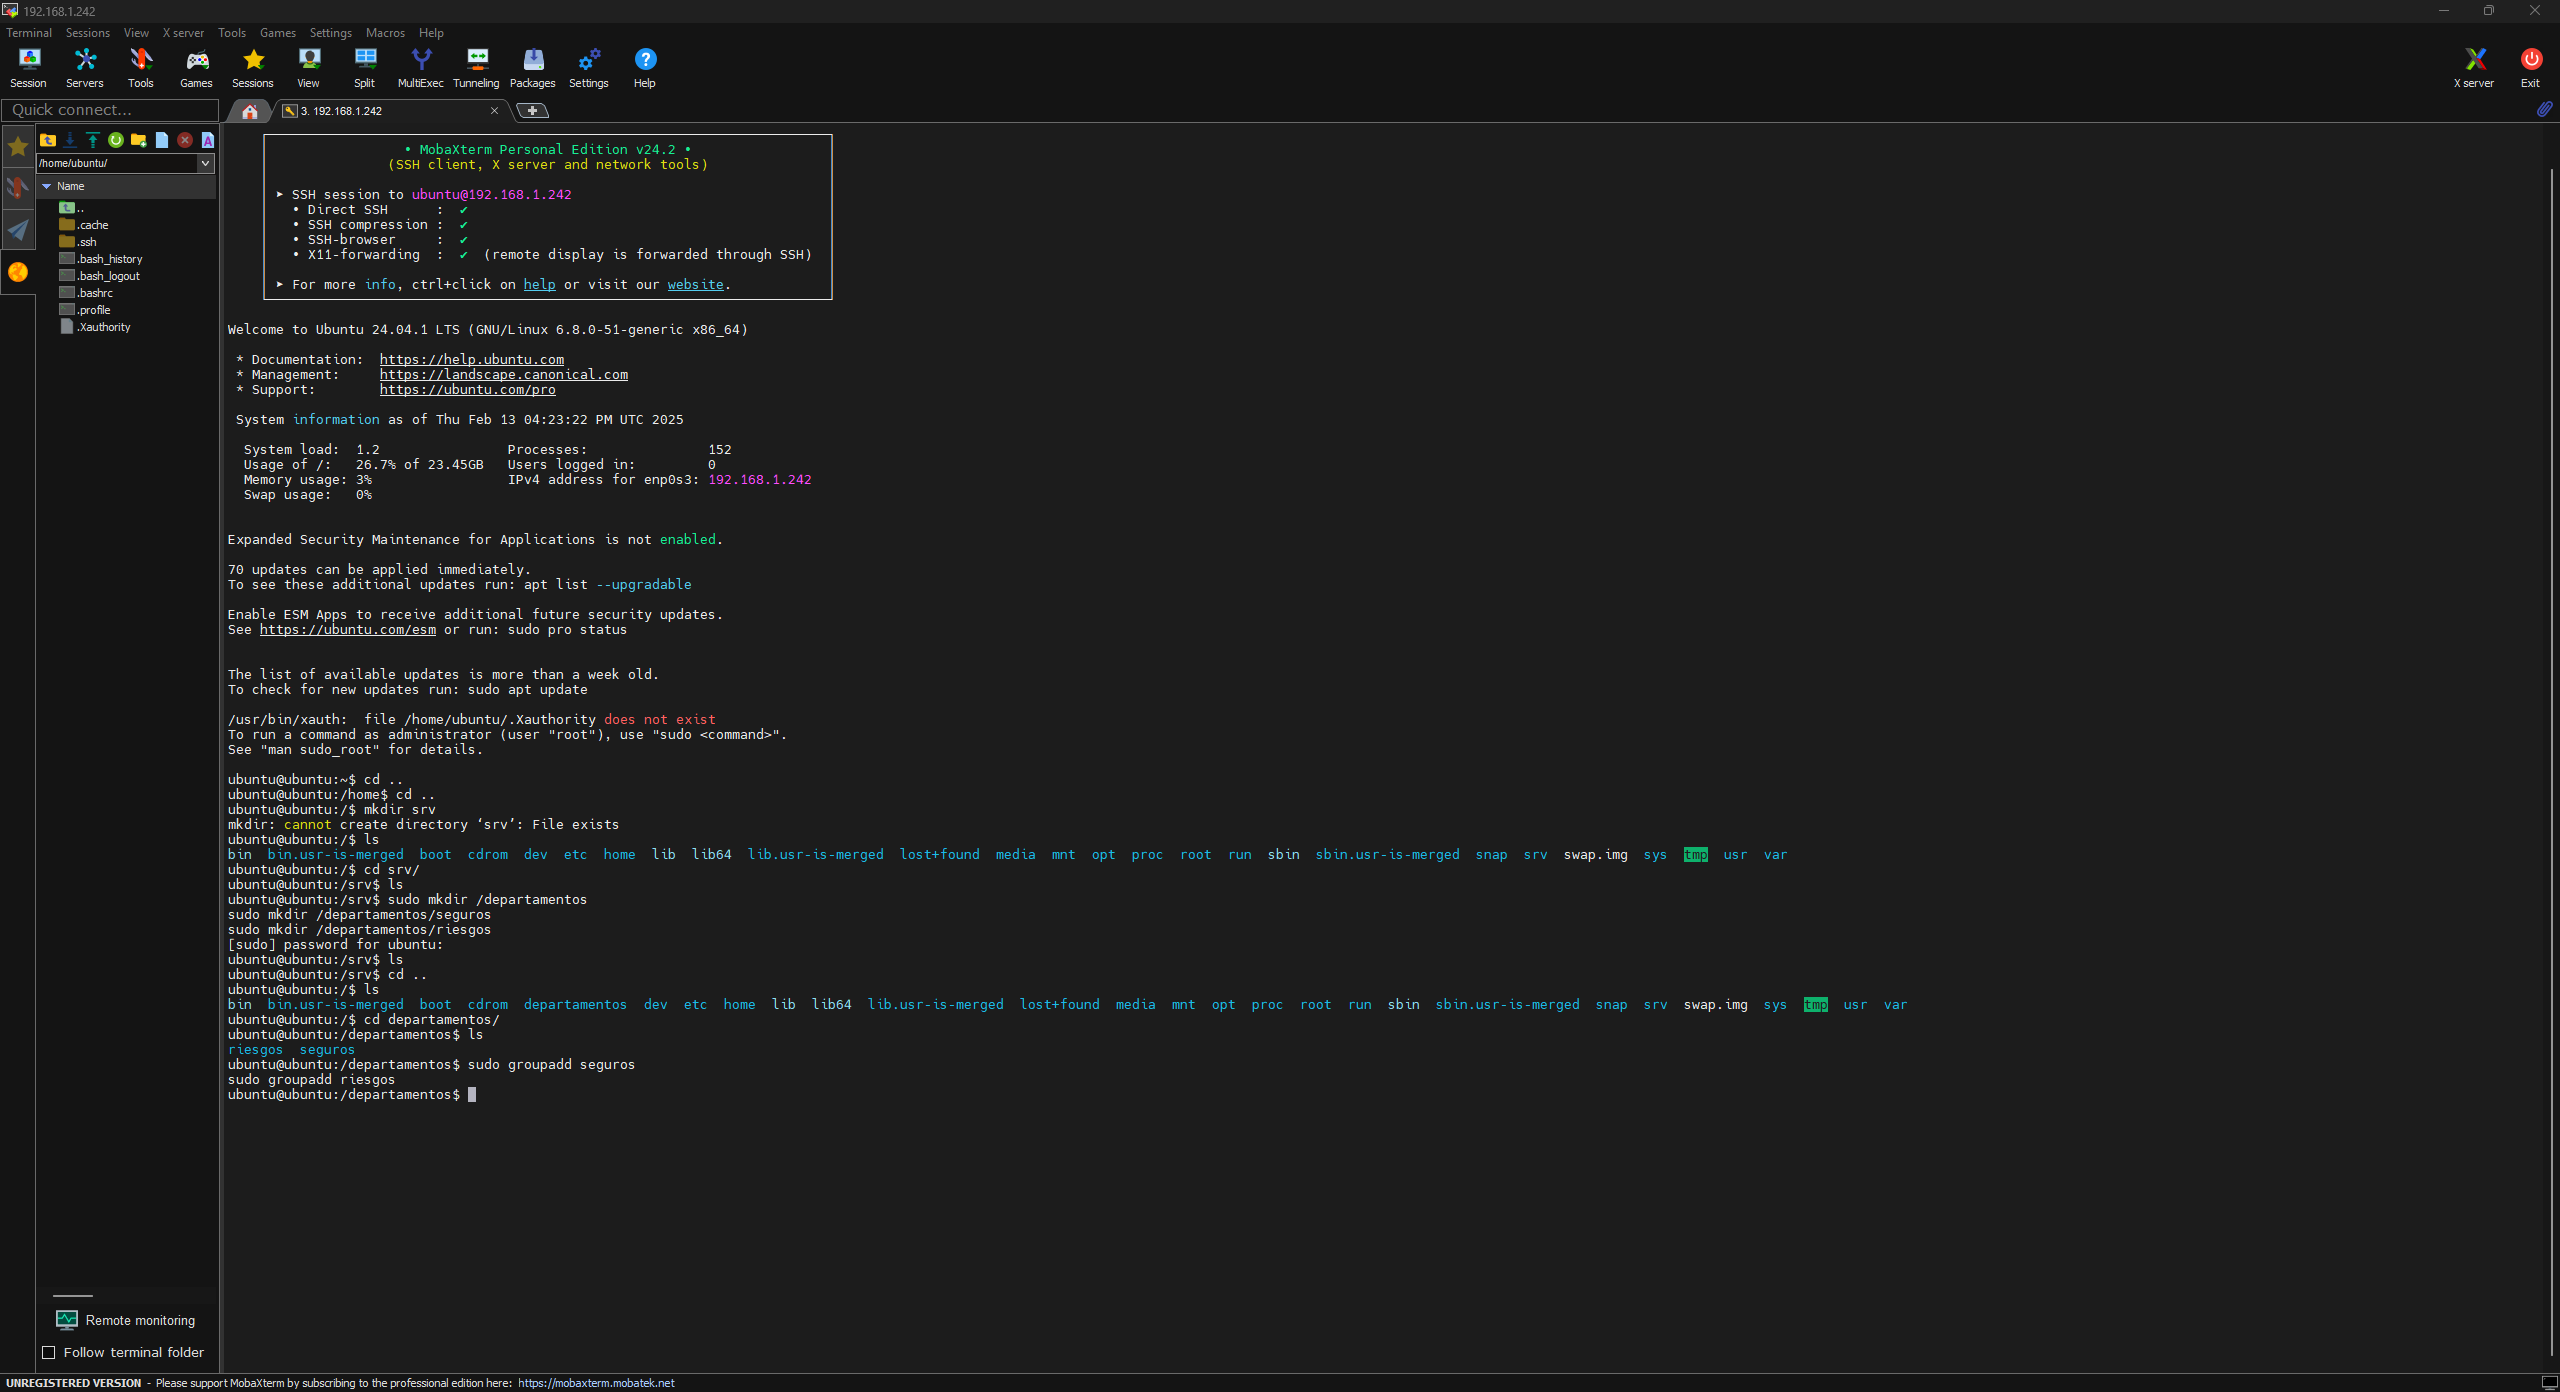 192.168.1.242
Terminal Sessions View X server Tools Games Settings Macros Help
Session Servers Tools Games Sessions View Split MultiExec Tunneling Packages Settings Help X server Exit
Quick connect...
3. 192.168.1.242
/home/ubuntu/
Name
..
.cache
.ssh
.bash_history
.bash_logout
.bashrc
.profile
.Xauthority
• MobaXterm Personal Edition v24.2 •
(SSH client, X server and network tools)
➤ SSH session to ubuntu@192.168.1.242
• Direct SSH : ✔
• SSH compression : ✔
• SSH-browser : ✔
• X11-forwarding : ✔ (remote display is forwarded through SSH)
➤ For more info, ctrl+click on help or visit our website.
Welcome to Ubuntu 24.04.1 LTS (GNU/Linux 6.8.0-51-generic x86_64)
* Documentation: https://help.ubuntu.com
* Management: https://landscape.canonical.com
* Support: https://ubuntu.com/pro
System information as of Thu Feb 13 04:23:22 PM UTC 2025
System load: 1.2 Processes: 152
Usage of /: 26.7% of 23.45GB Users logged in: 0
Memory usage: 3% IPv4 address for enp0s3: 192.168.1.242
Swap usage: 0%
Expanded Security Maintenance for Applications is not enabled.
70 updates can be applied immediately.
To see these additional updates run: apt list --upgradable
Enable ESM Apps to receive additional future security updates.
See https://ubuntu.com/esm or run: sudo pro status
The list of available updates is more than a week old.
To check for new updates run: sudo apt update
/usr/bin/xauth: file /home/ubuntu/.Xauthority does not exist
To run a command as administrator (user "root"), use "sudo <command>".
See "man sudo_root" for details.
ubuntu@ubuntu:~$ cd ..
ubuntu@ubuntu:/home$ cd ..
ubuntu@ubuntu:/$ mkdir srv
mkdir: cannot create directory ‘srv’: File exists
ubuntu@ubuntu:/$ ls
bin bin.usr-is-merged boot cdrom dev etc home lib lib64 lib.usr-is-merged lost+found media mnt opt proc root run sbin sbin.usr-is-merged snap srv swap.img sys tmp usr var
ubuntu@ubuntu:/$ cd srv/
ubuntu@ubuntu:/srv$ ls
ubuntu@ubuntu:/srv$ sudo mkdir /departamentos
sudo mkdir /departamentos/seguros
sudo mkdir /departamentos/riesgos
[sudo] password for ubuntu:
ubuntu@ubuntu:/srv$ ls
ubuntu@ubuntu:/srv$ cd ..
ubuntu@ubuntu:/$ ls
bin bin.usr-is-merged boot cdrom departamentos dev etc home lib lib64 lib.usr-is-merged lost+found media mnt opt proc root run sbin sbin.usr-is-merged snap srv swap.img sys tmp usr var
ubuntu@ubuntu:/$ cd departamentos/
ubuntu@ubuntu:/departamentos$ ls
riesgos seguros
ubuntu@ubuntu:/departamentos$ sudo groupadd seguros
sudo groupadd riesgos
ubuntu@ubuntu:/departamentos$
Remote monitoring
Follow terminal folder
UNREGISTERED VERSION - Please support MobaXterm by subscribing to the professional edition here: https://mobaxterm.mobatek.net